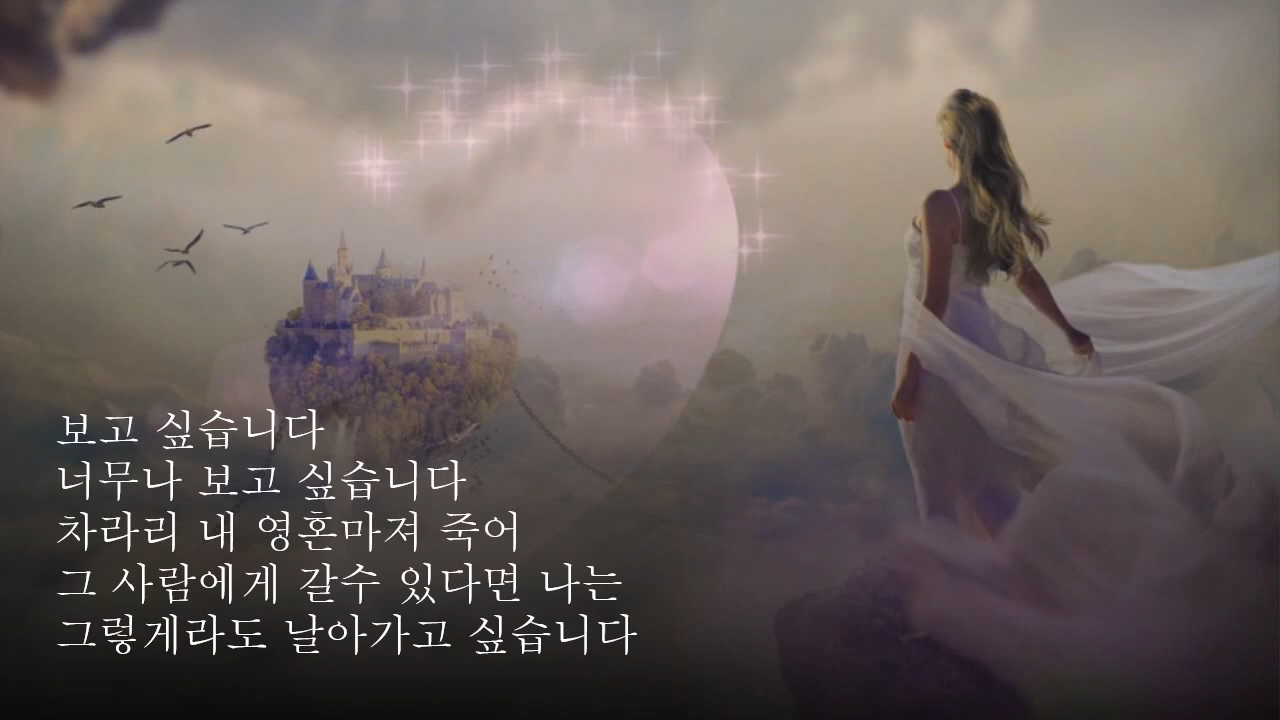 보고 싶습니다
너무나 보고 싶습니다
차라리 내 영혼마져 죽어
그 사람에게 갈수 있다면 나는
그렇게라도 날아가고 싶습니다